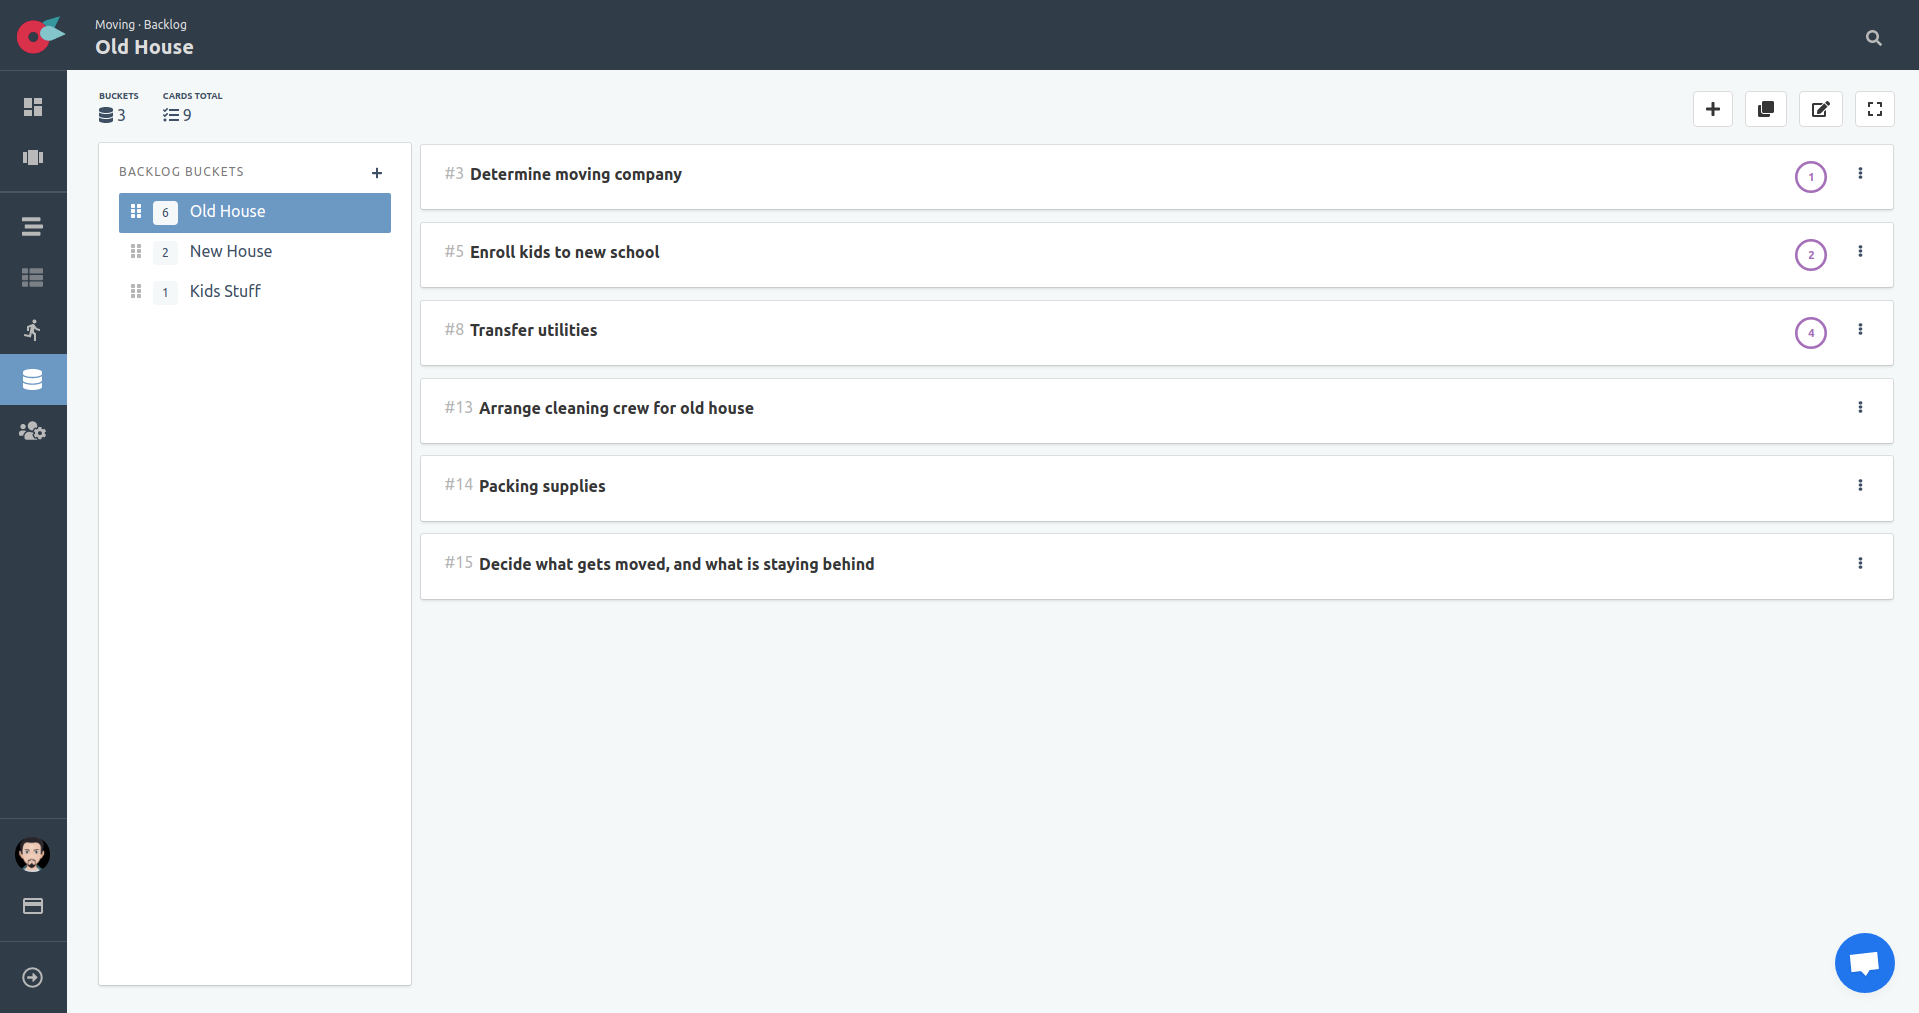 Moving · Backlog
Old House
BUCKETS
3
CARDS TOTAL
9
BACKLOG BUCKETS
6 Old House
2 New House
1 Kids Stuff
#3 Determine moving company 1
#5 Enroll kids to new school 2
#8 Transfer utilities 4
#13 Arrange cleaning crew for old house
#14 Packing supplies
#15 Decide what gets moved, and what is staying behind